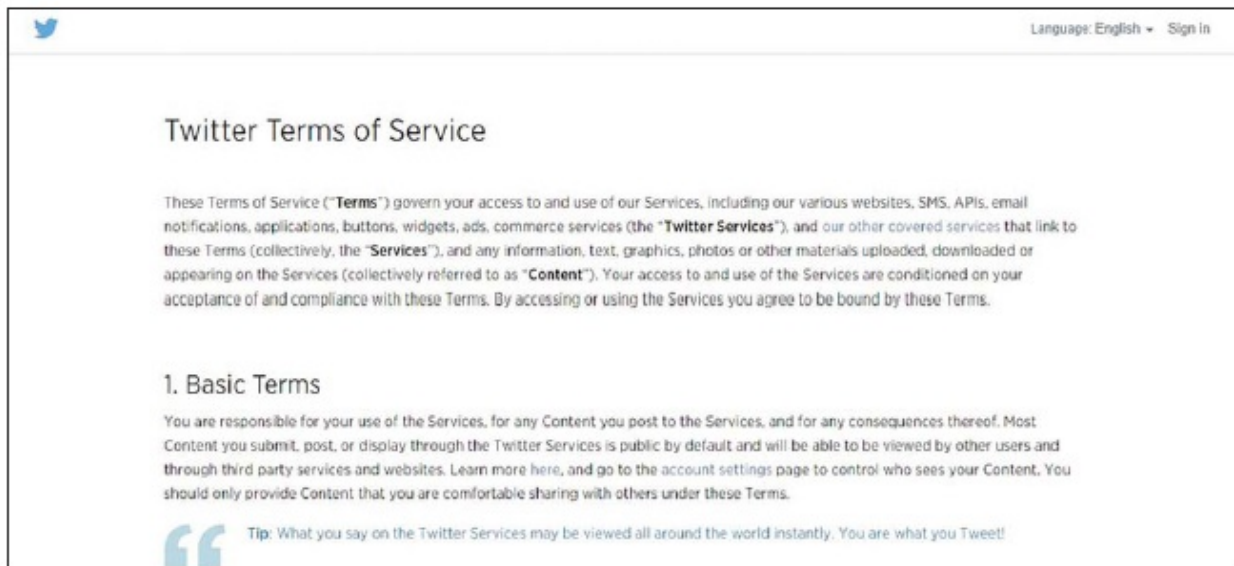 Language: English Sign in
Twitter Terms of Service
These Terms of Service ("Terms") govern your access to and use of our Services, including our various websites, SMS, APIs, email
notifications, applications, buttons, widgets, ads, commerce services (the "Twitter Services"), and our other covered services that link to
these Terms (collectively, the "Services"), and any information, text, graphics, photos or other materials uploaded, downloaded or
appearing on the Services (collectively referred to as "Content"). Your access to and use of the Services are conditioned on your
acceptance of and compliance with these Terms. By accessing or using the Services you agree to be bound by these Terms.
1. Basic Terms
You are responsible for your use of the Services, for any Content you post to the Services, and for any consequences thereof. Most
Content you submit, post, or display through the Twitter Services is public by default and will be able to be viewed by other users and
through third party services and websites. Learn more here, and go to the account settings page to control who sees your Content. You
should only provide Content that you are comfortable sharing with others under these Terms.
Tip: What you say on the Twitter Services may be viewed all around the world instantly. You are what you Tweet!